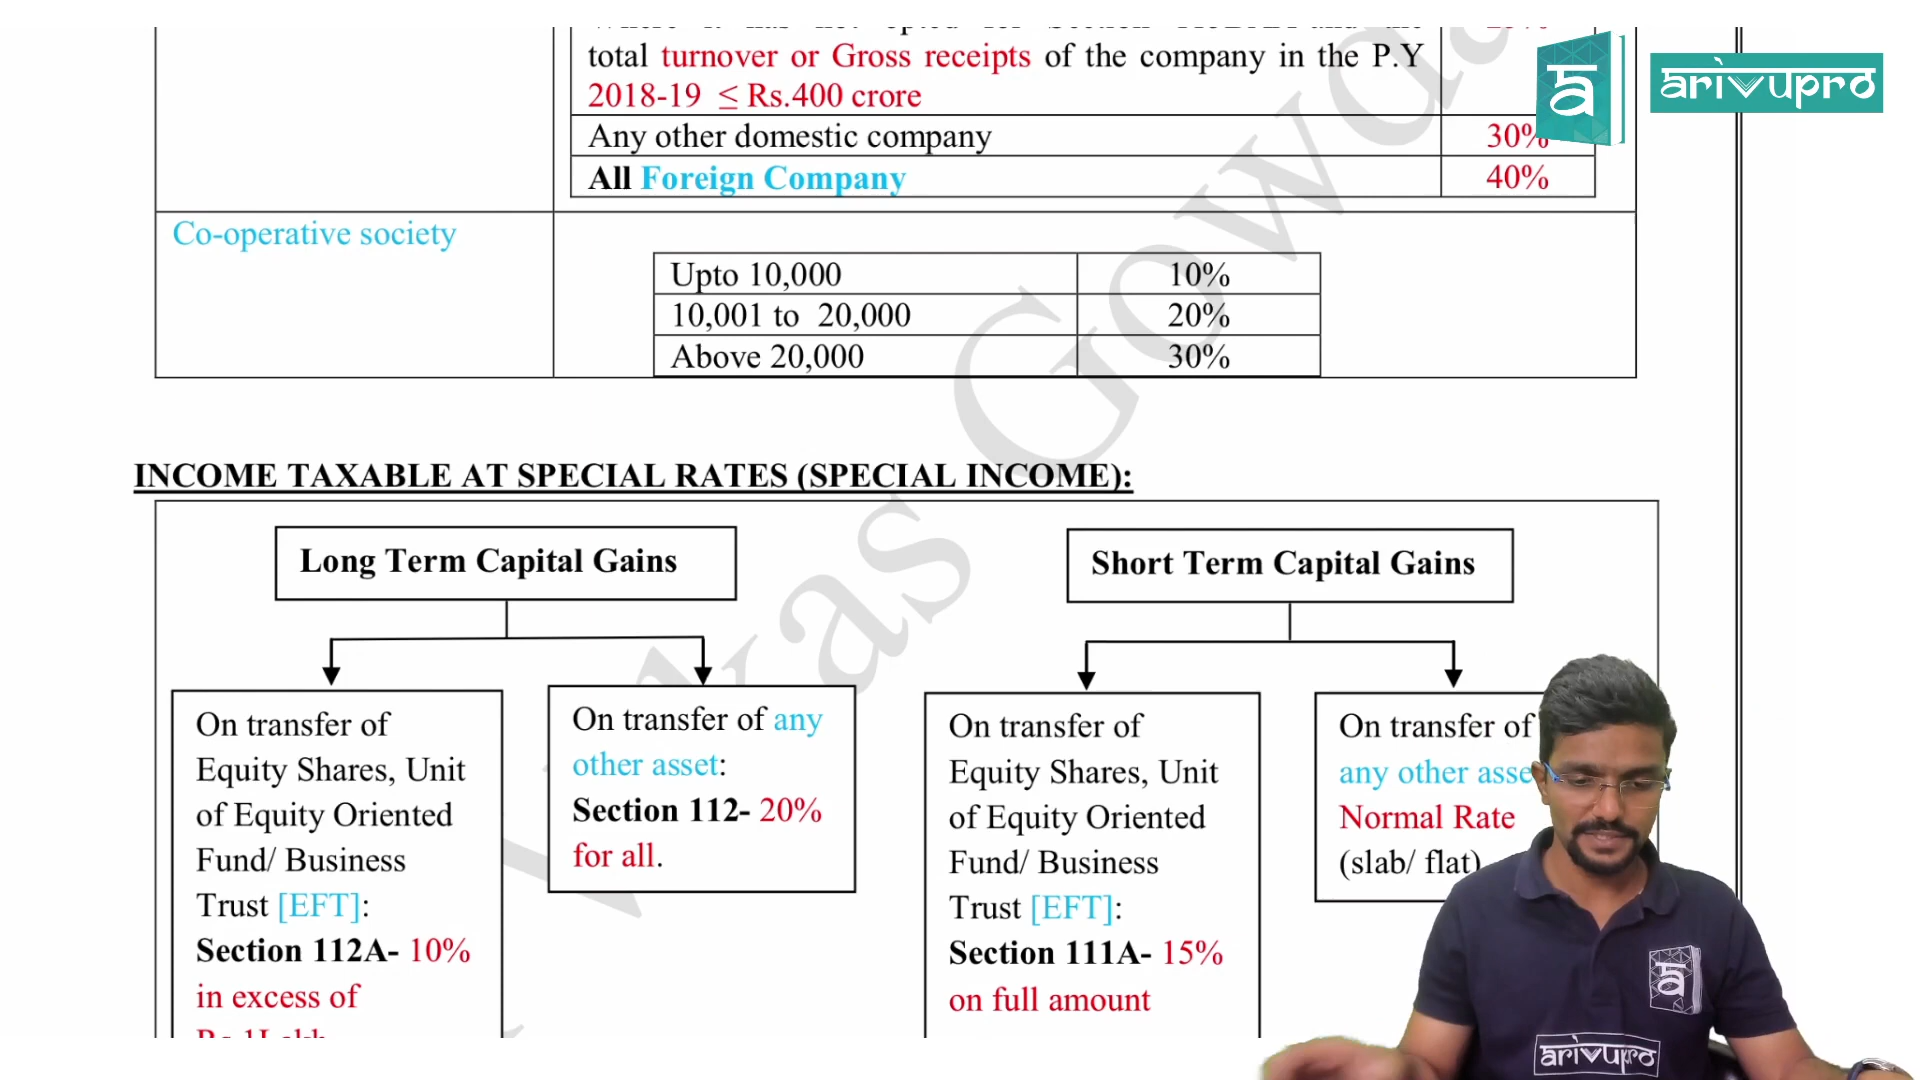 total turnover or Gross receipts of the company in the P.Y
2018-19 ≤ Rs.400 crore
Any other domestic company 30%
All Foreign Company 40%
Co-operative society
Upto 10,000 10%
10,001 to 20,000 20%
Above 20,000 30%
INCOME TAXABLE AT SPECIAL RATES (SPECIAL INCOME):
Long Term Capital Gains
Short Term Capital Gains
On transfer of
Equity Shares, Unit
of Equity Oriented
Fund/ Business
Trust [EFT]:
Section 112A- 10%
in excess of
On transfer of any
other asset:
Section 112- 20%
for all.
On transfer of
Equity Shares, Unit
of Equity Oriented
Fund/ Business
Trust [EFT]:
Section 111A- 15%
on full amount
On transfer of
any other asse
Normal Rate
(slab/ flat)
arivupro
arivupro
kas Gowda